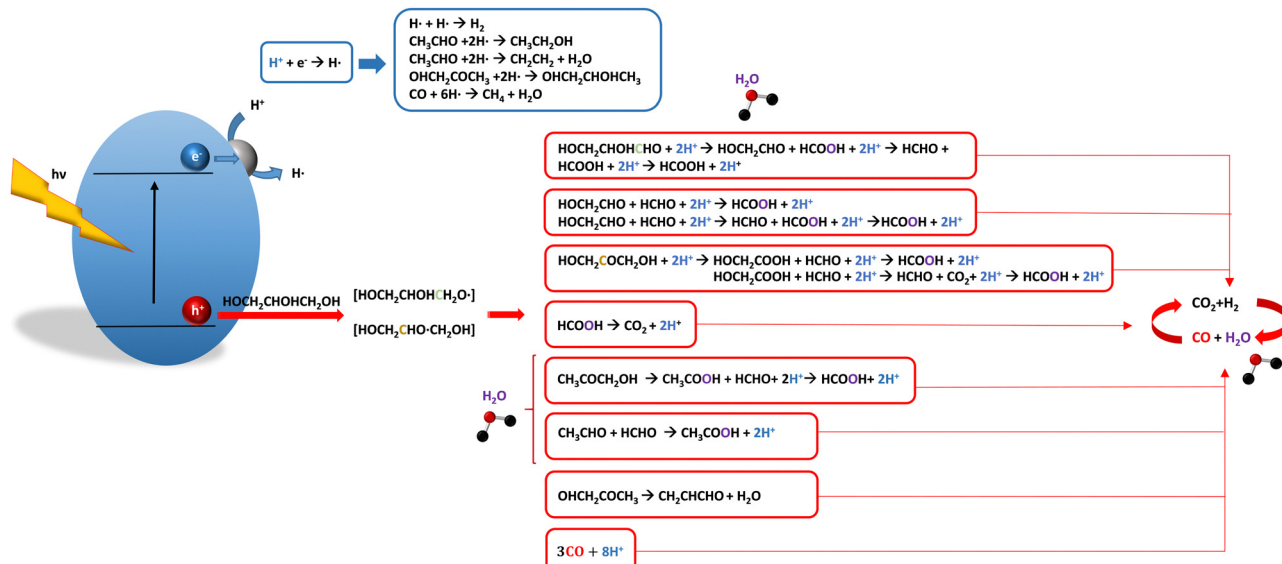 H· + H· → H₂
CH₃CHO +2H· → CH₃CH₂OH
CH₃CHO +2H· → CH₂CH₂ + H₂O
OHCH₂COCH₃ +2H· → OHCH₂CHOHCH₃
CO + 6H· → CH₄ + H₂O
H⁺ + e⁻ → H·
H₂O
H⁺
e⁻
H·
hν
h⁺
HOCH₂CHOHCH₂OH
[HOCH₂CHOHCH₂O·]
[HOCH₂CHO·CH₂OH]
HOCH₂CHOHCHO + 2H⁺ → HOCH₂CHO + HCOOH + 2H⁺ → HCHO +
HCOOH + 2H⁺ → HCOOH + 2H⁺
HOCH₂CHO + HCHO + 2H⁺ → HCOOH + 2H⁺
HOCH₂CHO + HCHO + 2H⁺ → HCHO + HCOOH + 2H⁺ →HCOOH + 2H⁺
HOCH₂COCH₂OH + 2H⁺ → HOCH₂COOH + HCHO + 2H⁺ → HCOOH + 2H⁺
HOCH₂COOH + HCHO + 2H⁺ → HCHO + CO₂+ 2H⁺ → HCOOH + 2H⁺
HCOOH → CO₂ + 2H⁺
CO₂+H₂
CO + H₂O
H₂O
CH₃COCH₂OH → CH₃COOH + HCHO+ 2H⁺→ HCOOH+ 2H⁺
CH₃CHO + HCHO → CH₃COOH + 2H⁺
OHCH₂COCH₃→ CH₂CHCHO + H₂O
3CO + 8H⁺